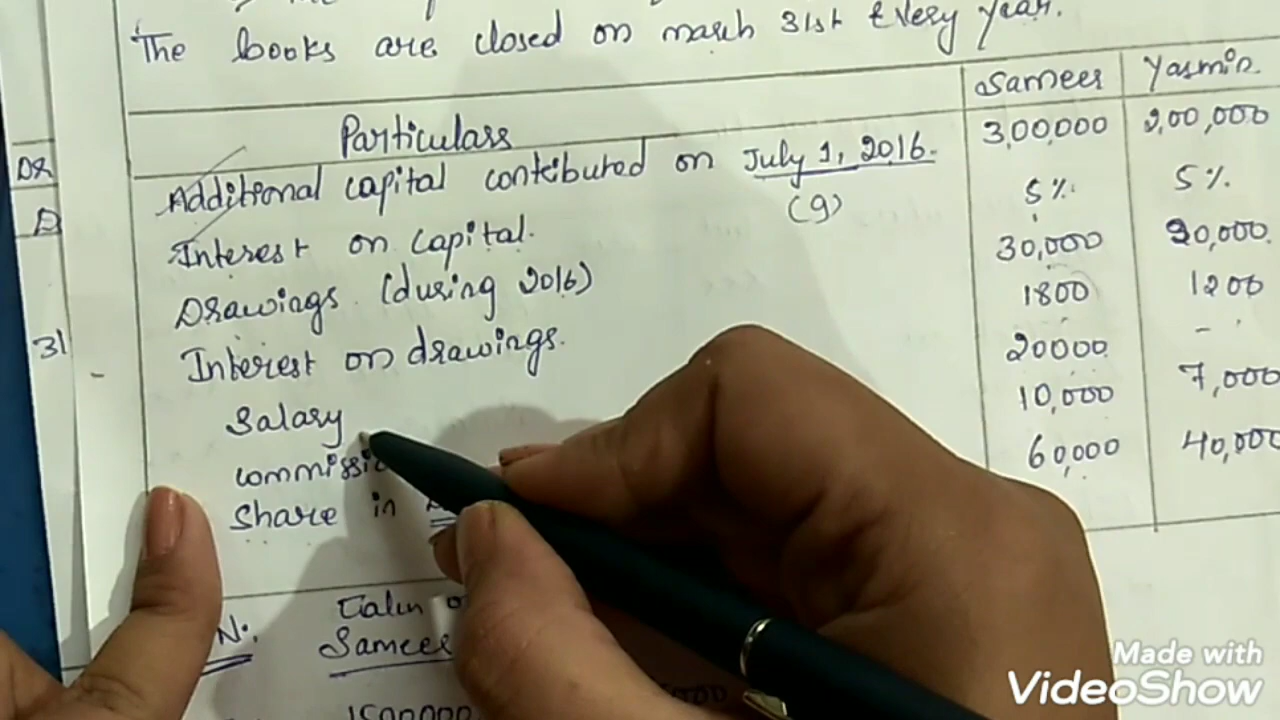 The books are closed on march 31st Every year.
Sameer Yasmin
Particulars
Additional capital contributed on July 1, 2016. 3,00,000 2,00,000
(9)
Interest on capital. 5% 5%
Drawings (during 2016) 30,000 20,000
Interest on drawings. 1800 1200
Salary 20000 -
10,000 7,000
Share in 60,000 40,000
Dr
D
31
N.
Sameer
1500000
Made with
VideoShow